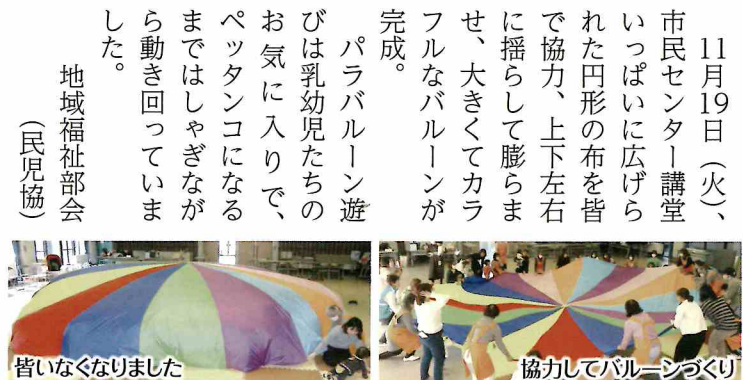 11月19日（火）、
市民センター講堂
いっぱいに広げら
れた円形の布を皆
で協力、上下左右
に揺らして膨らま
せ、大きくてカラ
フルなバルーンが
完成。
パラバルーン遊
びは乳幼児たちの
お気に入りで、
ペッタンコになる
まではしゃぎなが
ら動き回っていま
した。
地域福祉部会
（民児協）
協力してバルーンづくり
皆いなくなりました